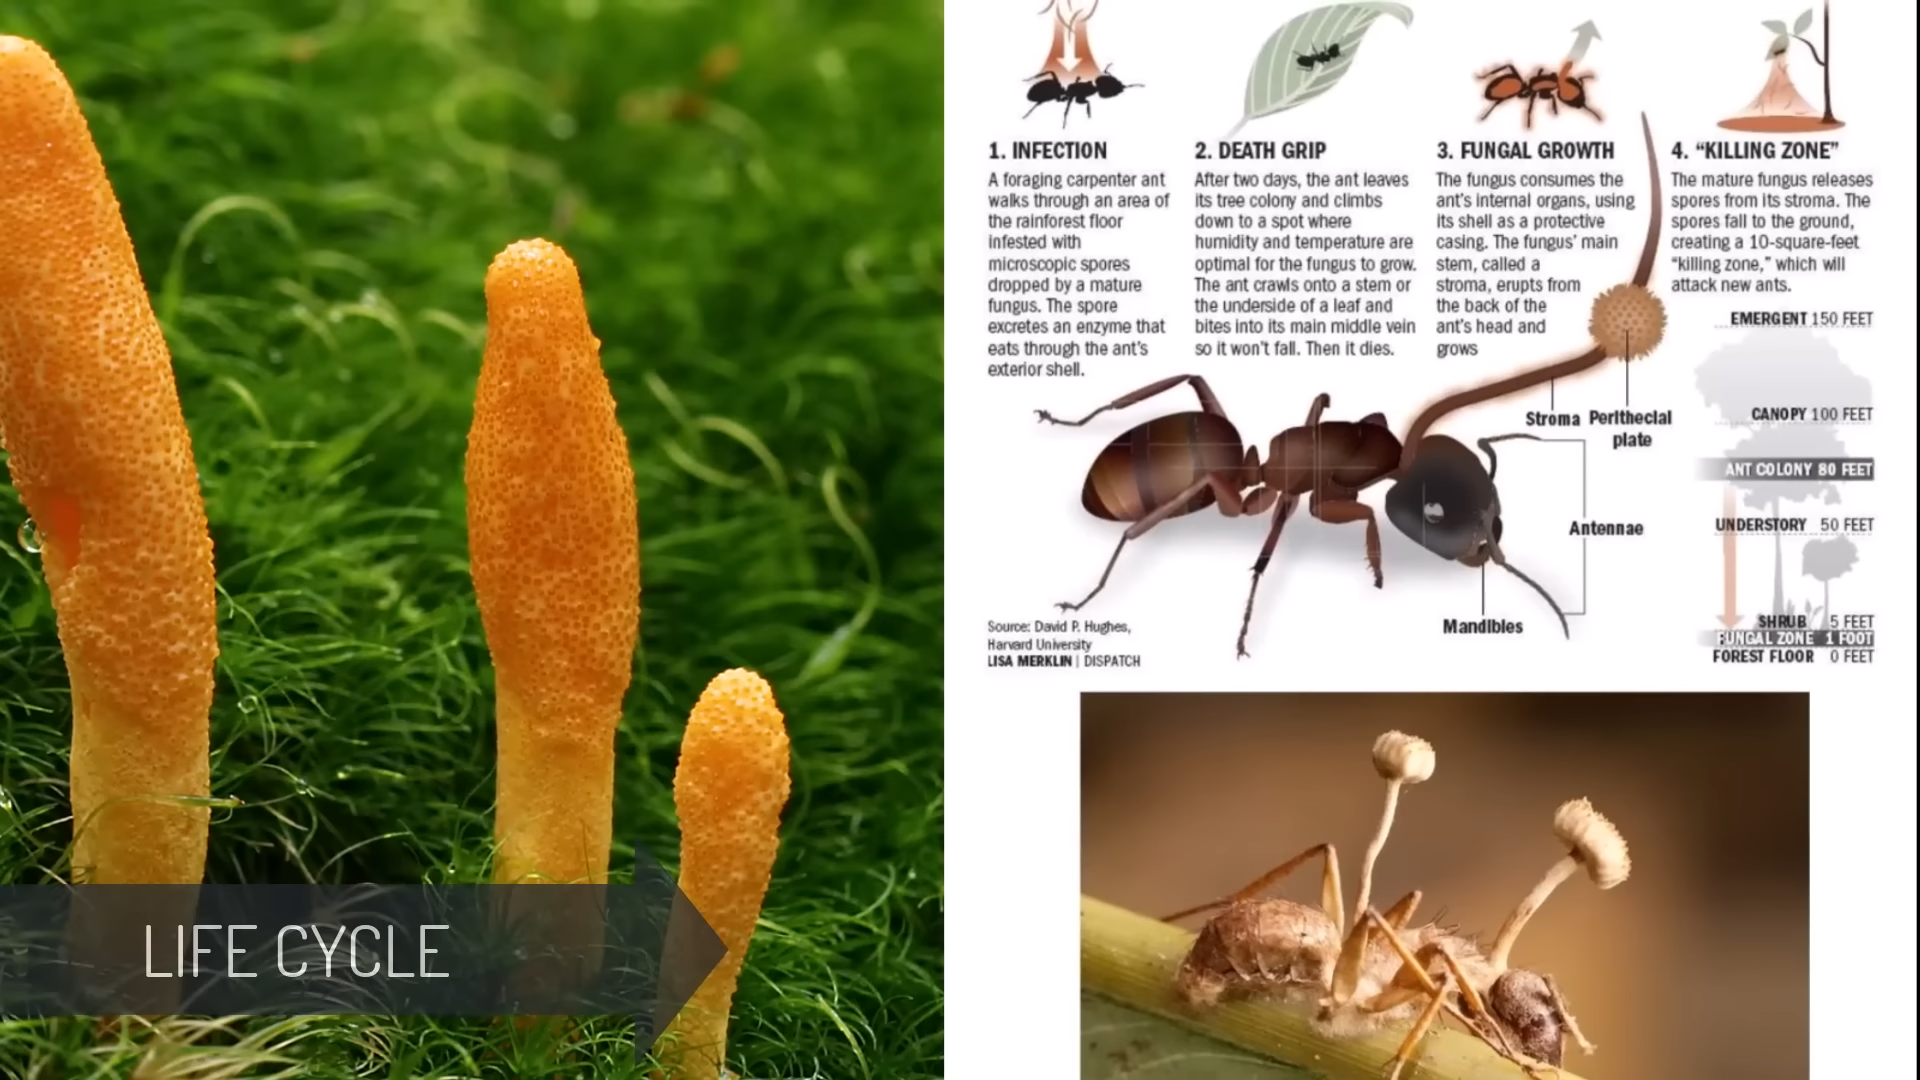 LIFE CYCLE
1. INFECTION
A foraging carpenter ant
walks through an area of
the rainforest floor
infested with
microscopic spores
dropped by a mature
fungus. The spore
excretes an enzyme that
eats through the ant's
exterior shell.
2. DEATH GRIP
After two days, the ant leaves
its tree colony and climbs
down to a spot where
humidity and temperature are
optimal for the fungus to grow.
The ant crawls onto a stem or
the underside of a leaf and
bites into its main middle vein
so it won't fall. Then it dies.
3. FUNGAL GROWTH
The fungus consumes the
ant's internal organs, using
its shell as a protective
casing. The fungus' main
stem, called a
stroma, erupts from
the back of the
ant's head and
grows
4. “KILLING ZONE”
The mature fungus releases
spores from its stroma. The
spores fall to the ground,
creating a 10-square-feet
“killing zone,” which will
attack new ants.
EMERGENT 150 FEET
CANOPY 100 FEET
ANT COLONY 80 FEET
UNDERSTORY 50 FEET
SHRUB 5 FEET
FUNGAL ZONE 1 FOOT
FOREST FLOOR 0 FEET
Stroma
Perithecial
plate
Antennae
Mandibles
Source: David P. Hughes,
Harvard University
LISA MERKLIN | DISPATCH